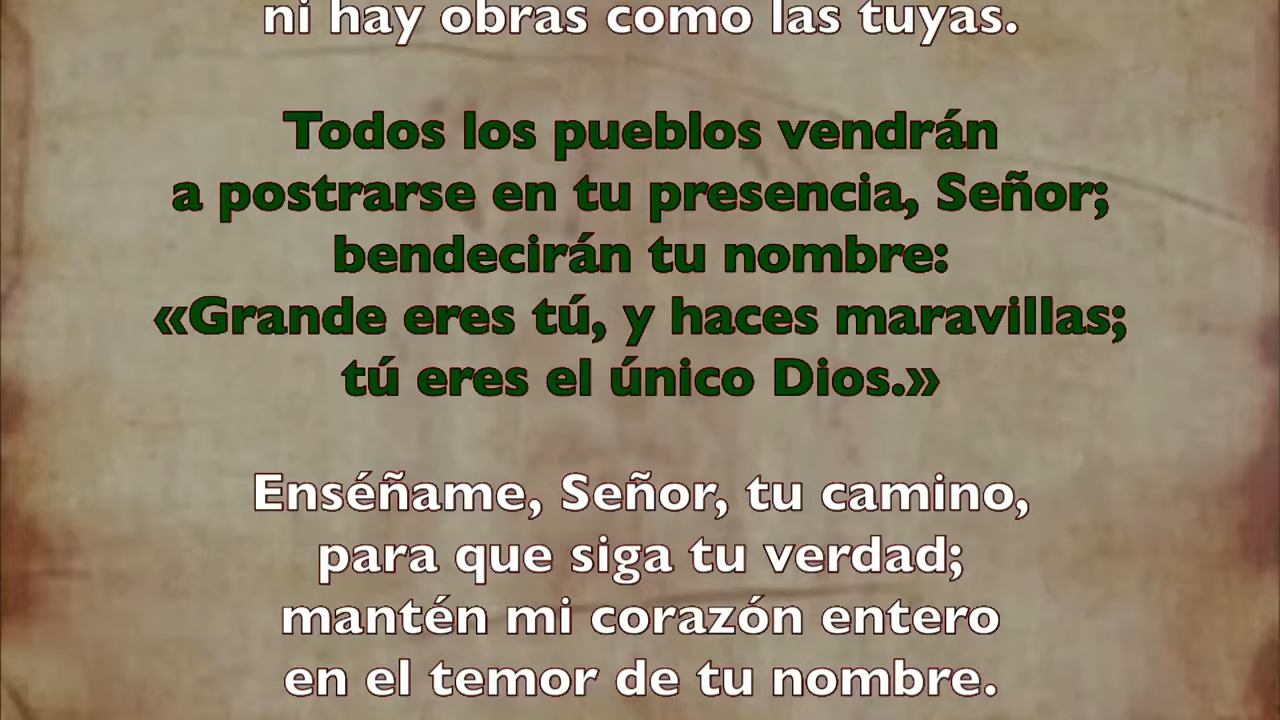 ni hay obras como las tuyas.
Todos los pueblos vendrán
a postrarse en tu presencia, Señor;
bendecirán tu nombre:
«Grande eres tú, y haces maravillas;
tú eres el único Dios.»
Enséñame, Señor, tu camino,
para que siga tu verdad;
mantén mi corazón entero
en el temor de tu nombre.